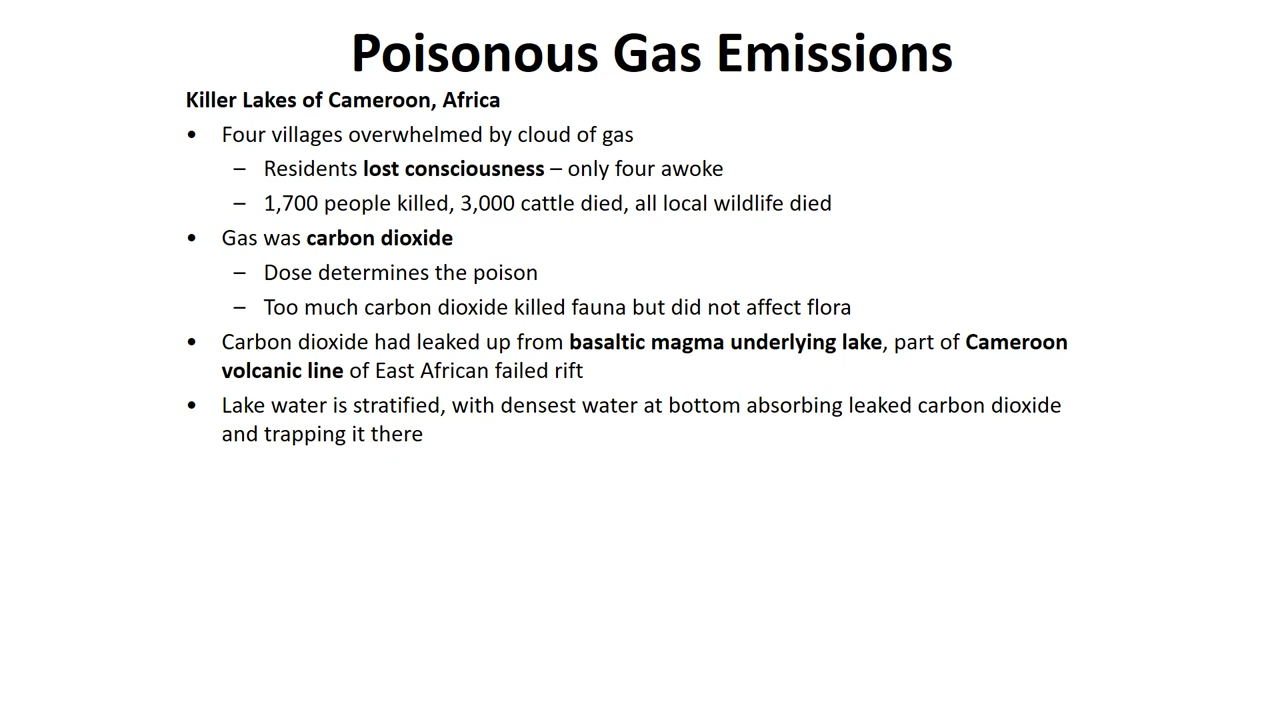 Poisonous Gas Emissions
Killer Lakes of Cameroon, Africa
• Four villages overwhelmed by cloud of gas
– Residents lost consciousness – only four awoke
– 1,700 people killed, 3,000 cattle died, all local wildlife died
• Gas was carbon dioxide
– Dose determines the poison
– Too much carbon dioxide killed fauna but did not affect flora
• Carbon dioxide had leaked up from basaltic magma underlying lake, part of Cameroon
volcanic line of East African failed rift
• Lake water is stratified, with densest water at bottom absorbing leaked carbon dioxide
and trapping it there